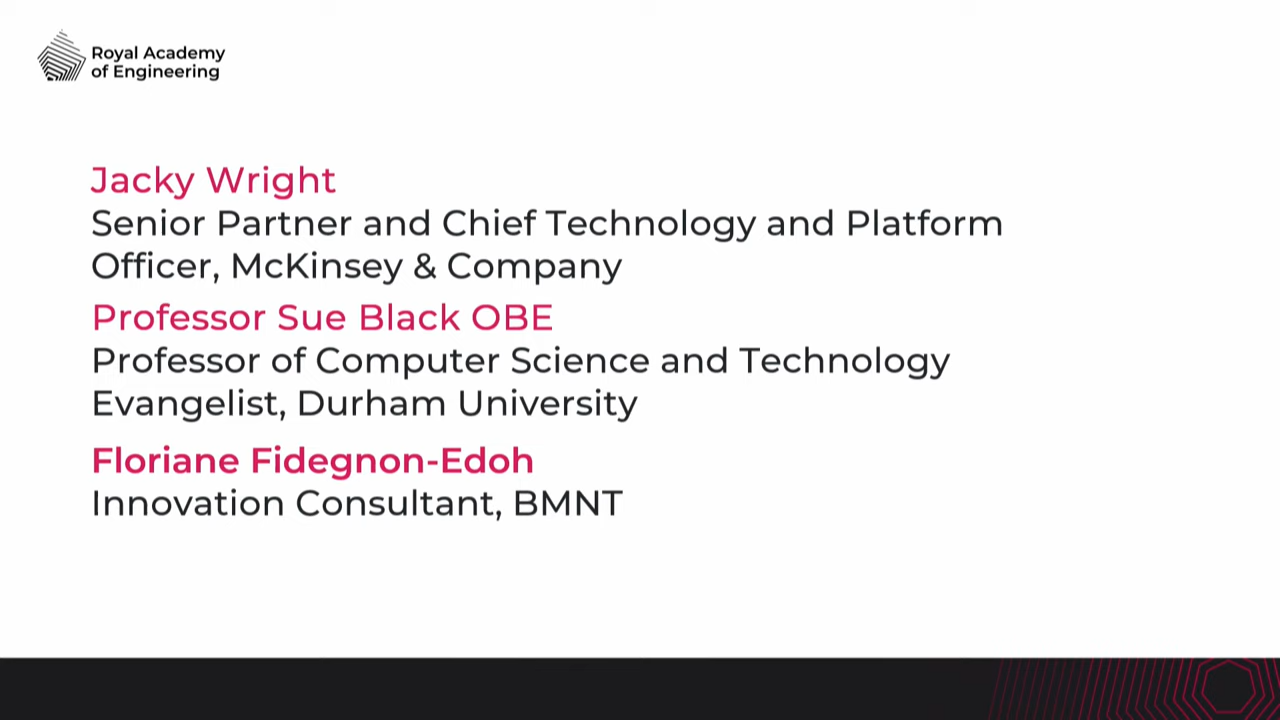 Royal Academy
of Engineering
Jacky Wright
Senior Partner and Chief Technology and Platform
Officer, McKinsey & Company
Professor Sue Black OBE
Professor of Computer Science and Technology
Evangelist, Durham University
Floriane Fidegnon-Edoh
Innovation Consultant, BMNT